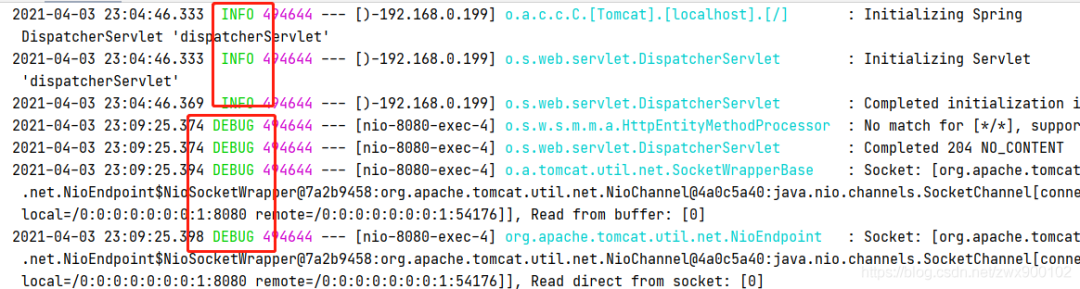 2021-04-03 23:04:46.333  INFO 494644 --- [)-192.168.0.199] o.a.c.c.C.[Tomcat].[localhost].[/]       : Initializing Spring
DispatcherServlet 'dispatcherServlet'
2021-04-03 23:04:46.333  INFO 494644 --- [)-192.168.0.199] o.s.web.servlet.DispatcherServlet        : Initializing Servlet
'dispatcherServlet'
2021-04-03 23:04:46.369  INFO 494644 --- [)-192.168.0.199] o.s.web.servlet.DispatcherServlet        : Completed initialization i
2021-04-03 23:09:25.374 DEBUG 494644 --- [nio-8080-exec-4] o.s.w.s.m.m.a.HttpEntityMethodProcessor  : No match for [*/*], suppor
2021-04-03 23:09:25.374 DEBUG 494644 --- [nio-8080-exec-4] o.s.web.servlet.DispatcherServlet        : Completed 204 NO_CONTENT
2021-04-03 23:09:25.394 DEBUG 494644 --- [nio-8080-exec-4] o.a.tomcat.util.net.SocketWrapperBase    : Socket: [org.apache.tomcat
.net.NioEndpoint$NioSocketWrapper@7a2b9458:org.apache.tomcat.util.net.NioChannel@4a0c5a40:java.nio.channels.SocketChannel[connec
local=/0:0:0:0:0:0:0:1:8080 remote=/0:0:0:0:0:0:0:1:54176]], Read from buffer: [0]
2021-04-03 23:09:25.398 DEBUG 494644 --- [nio-8080-exec-4] org.apache.tomcat.util.net.NioEndpoint   : Socket: [org.apache.tomcat
.net.NioEndpoint$NioSocketWrapper@7a2b9458:org.apache.tomcat.util.net.NioChannel@4a0c5a40:java.nio.channels.SocketChannel[connec
local=/0:0:0:0:0:0:0:1:8080 remote=/0:0:0:0:0:0:0:1:54176]], Read direct from socket: [0]
https://blog.csdn.net/zwx900102